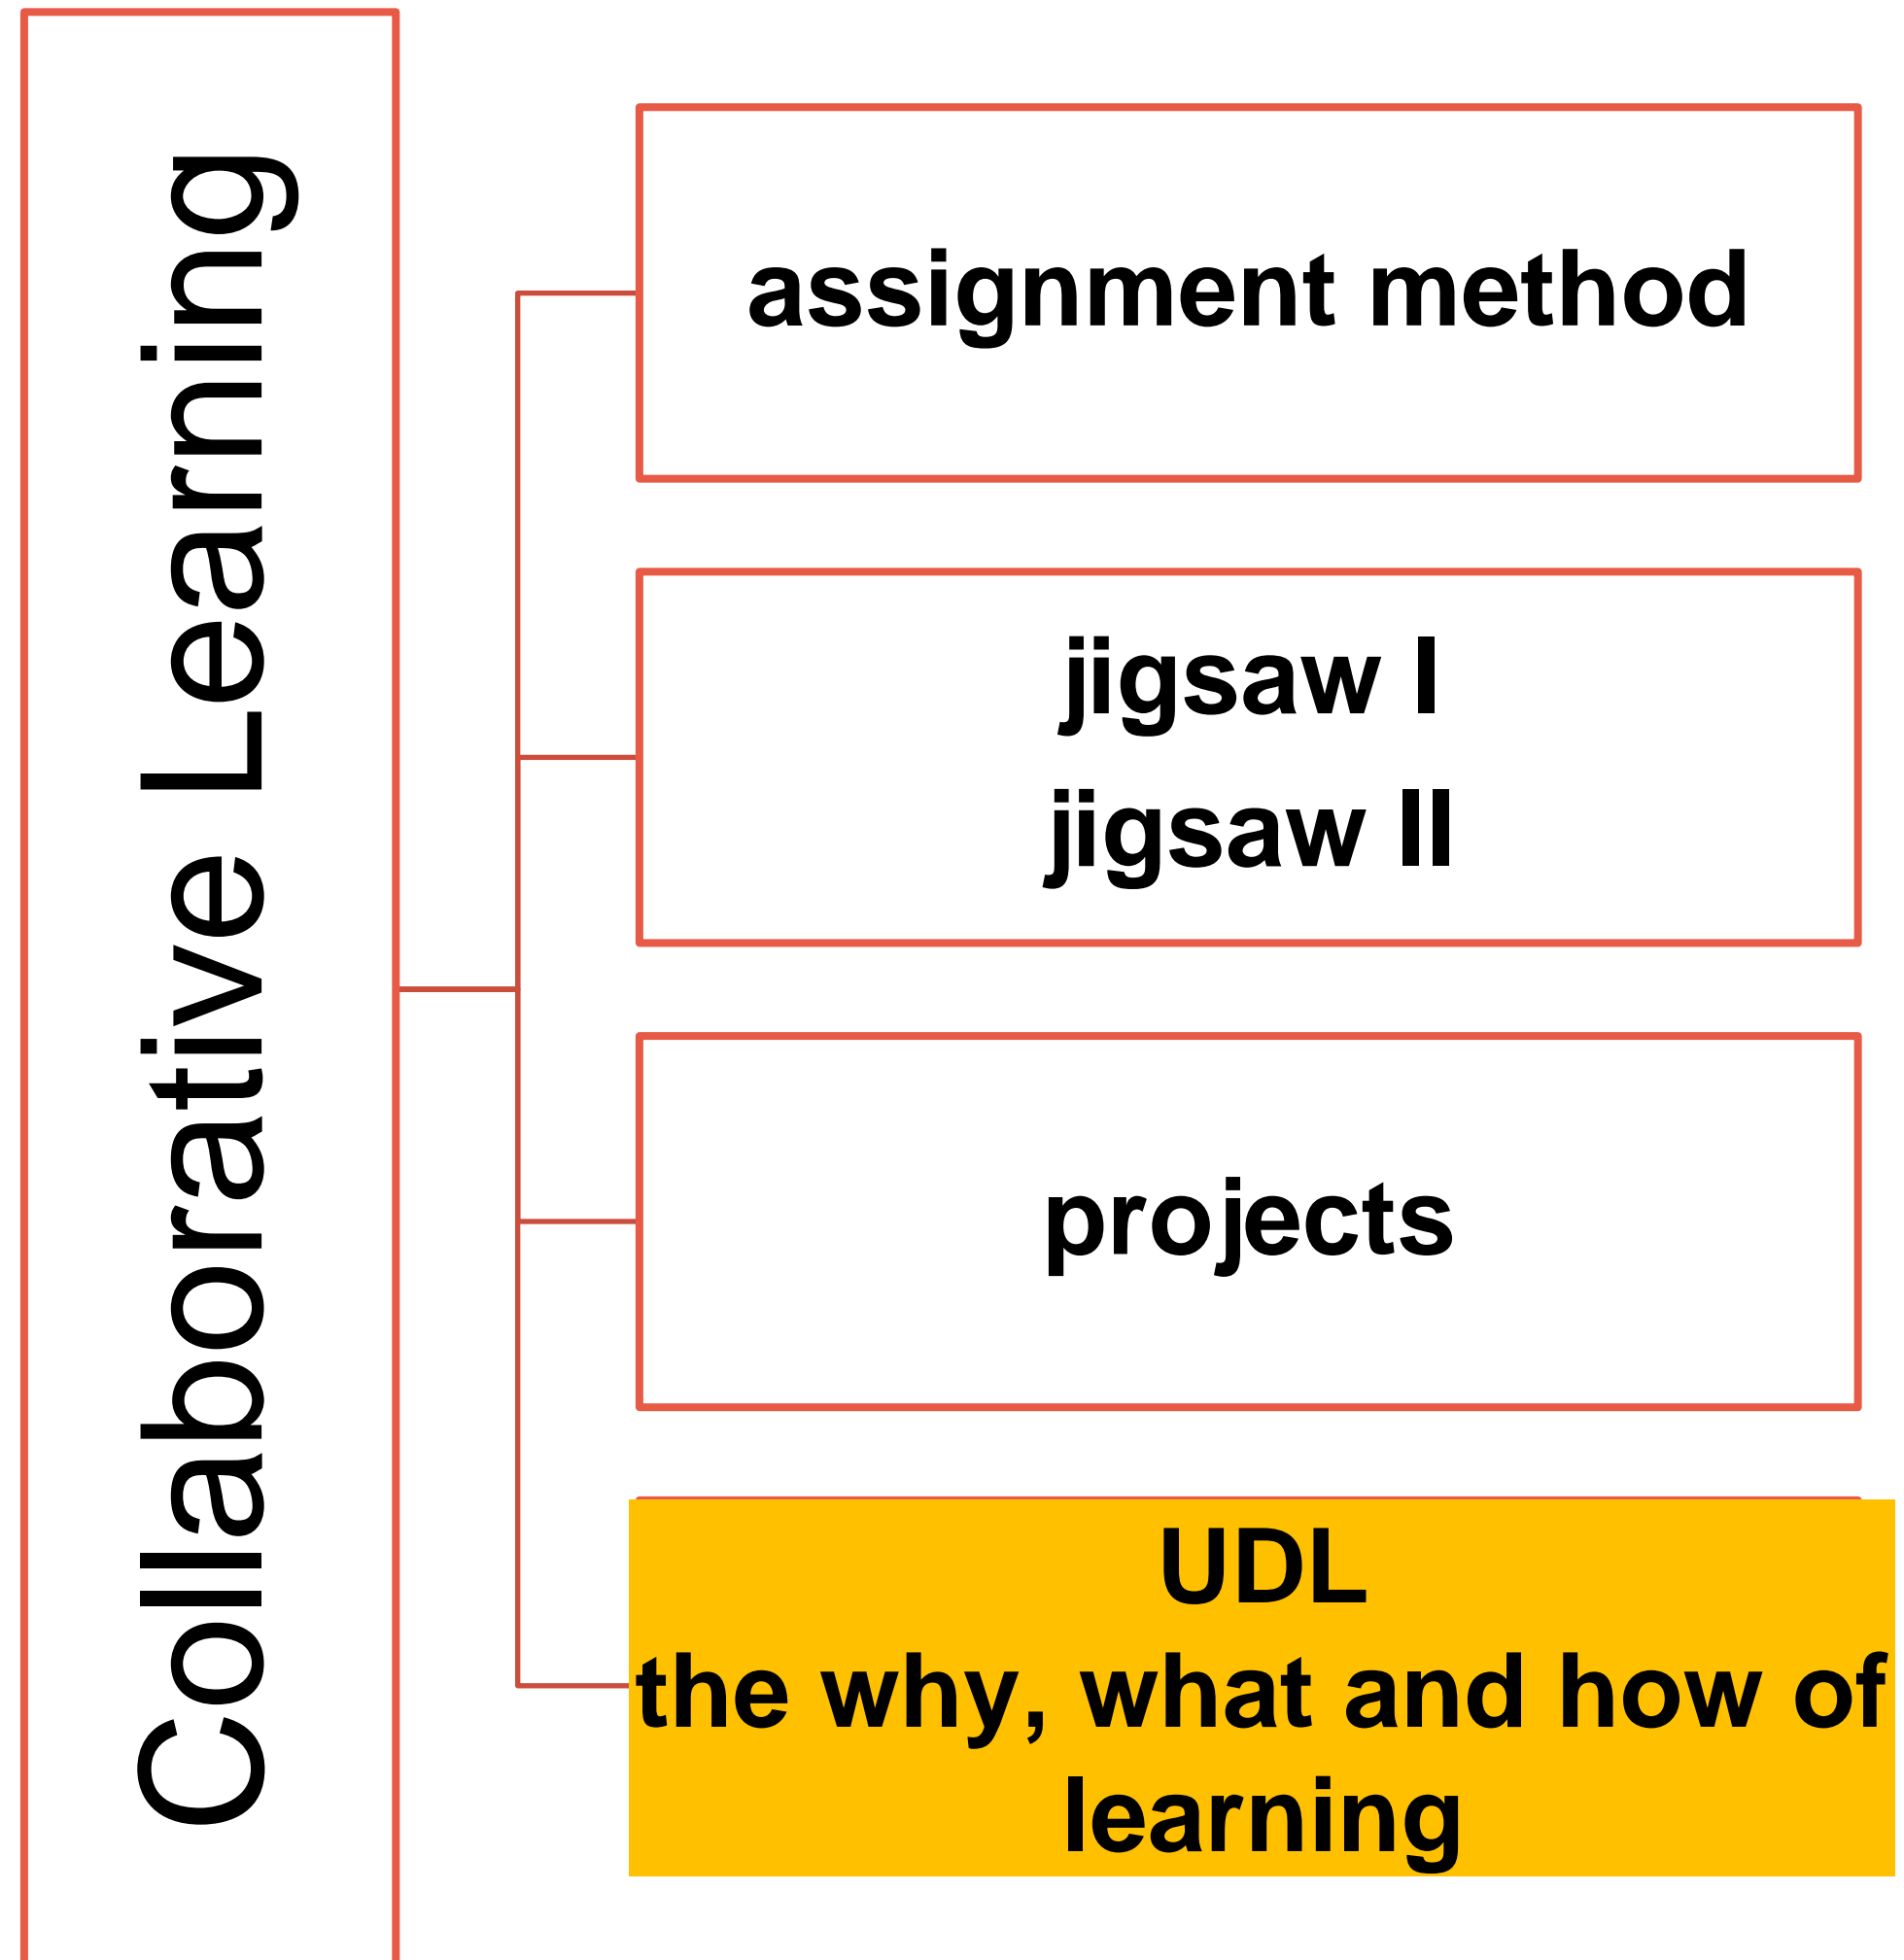 Collaborative Learning
assignment method
jigsaw I
jigsaw II
projects
UDL
the why, what and how of
learning